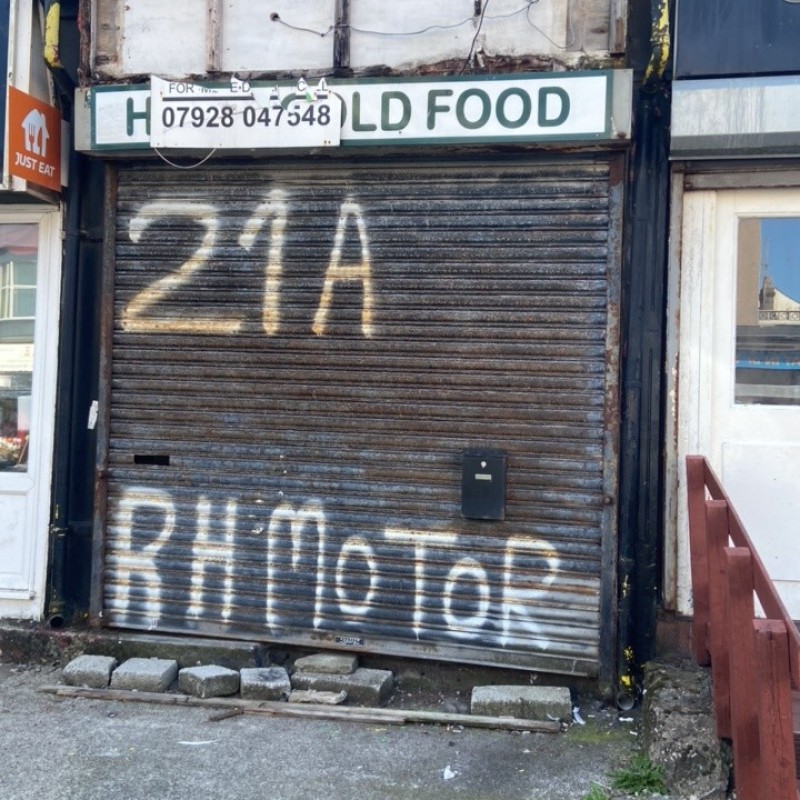 FOR
07928 047548
OLD FOOD
JUST EAT
21A
RH MOTOR